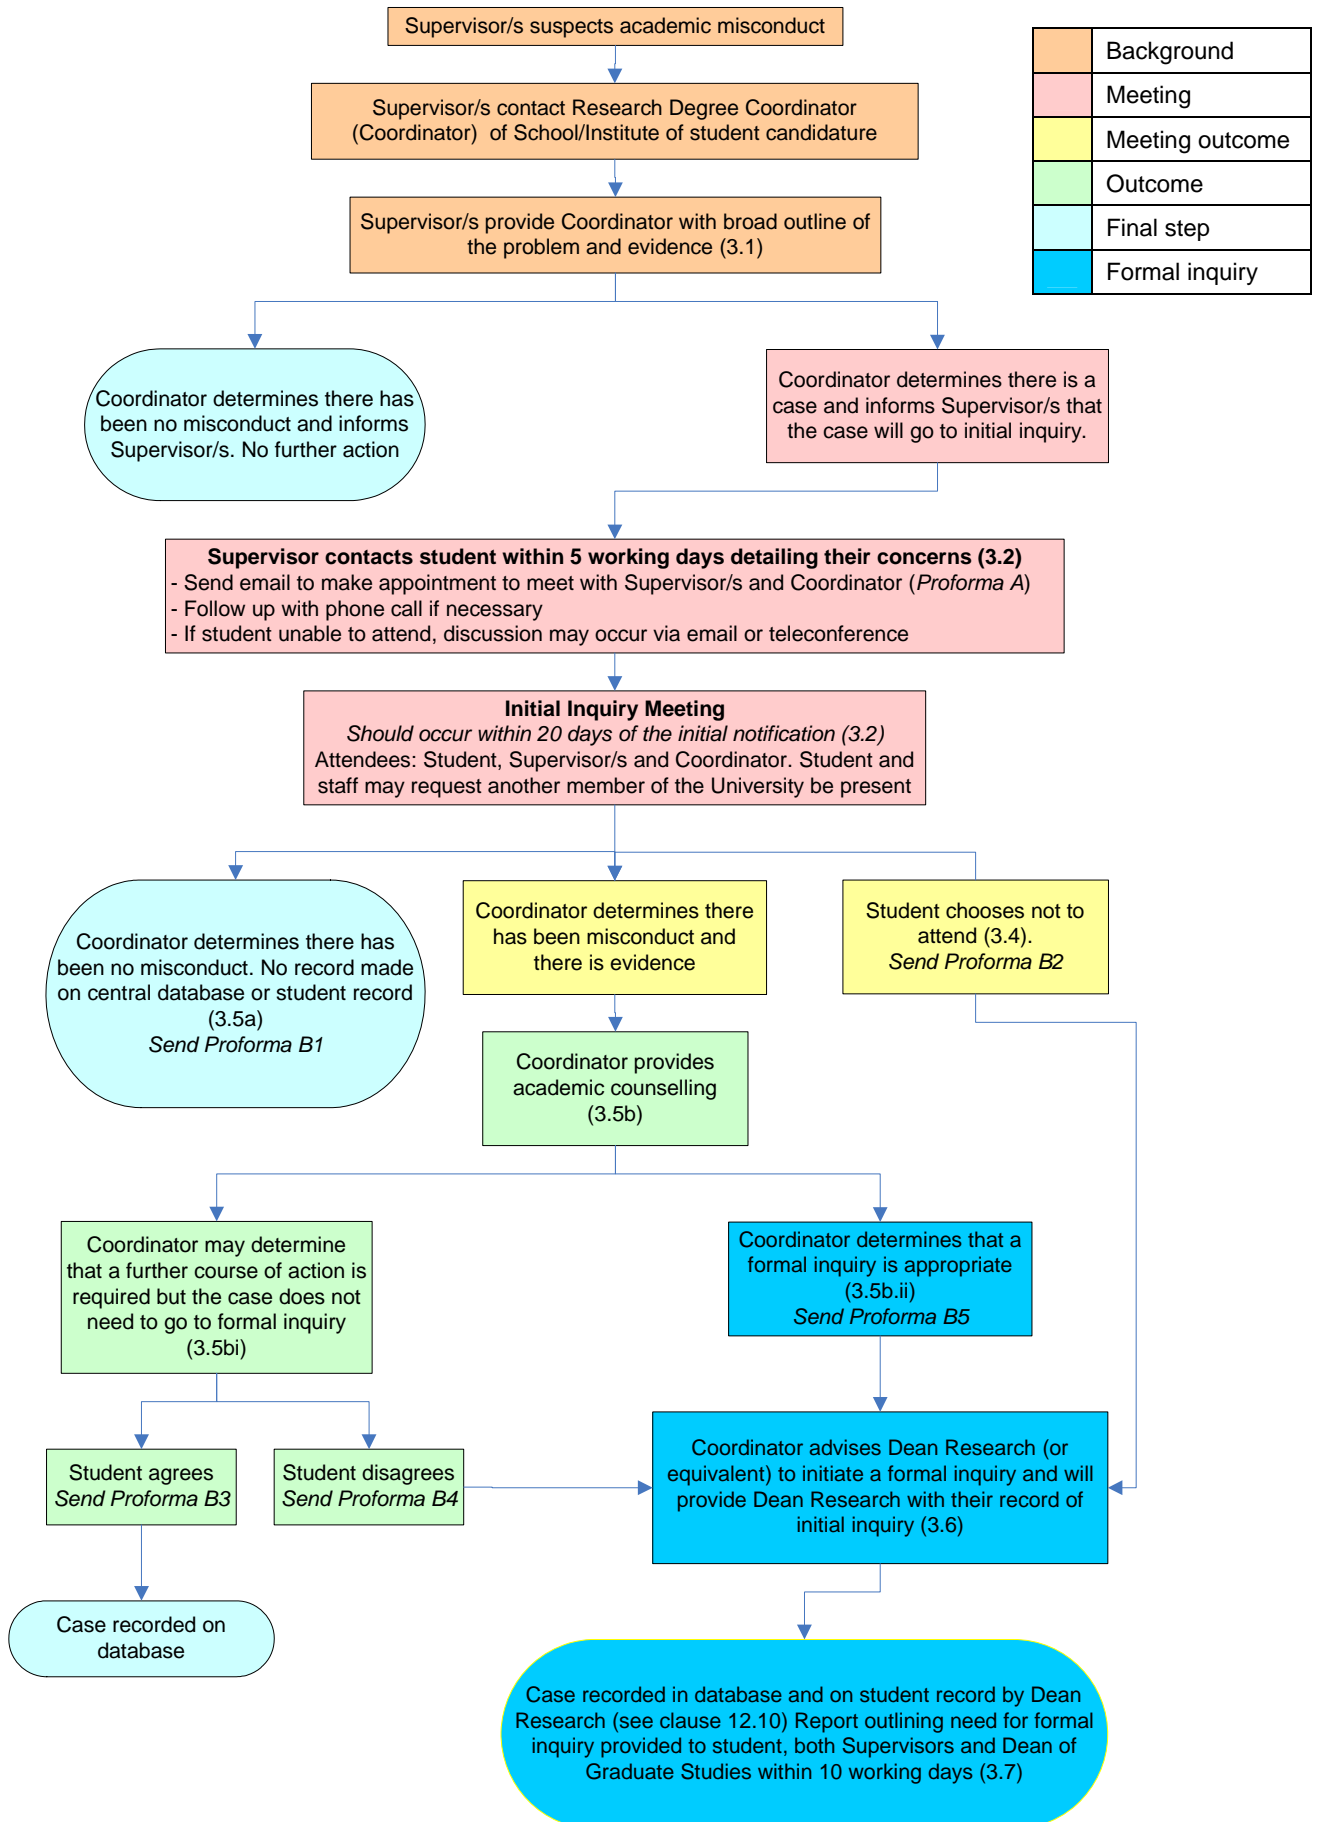 Supervisor/s suspects academic misconduct
Background
Meeting
Meeting outcome
Outcome
Final step
Formal inquiry
Supervisor/s contact Research Degree Coordinator
(Coordinator) of School/Institute of student candidature
Supervisor/s provide Coordinator with broad outline of
the problem and evidence (3.1)
Coordinator determines there has
been no misconduct and informs
Supervisor/s. No further action
Coordinator determines there is a
case and informs Supervisor/s that
the case will go to initial inquiry.
Supervisor contacts student within 5 working days detailing their concerns (3.2)
- Send email to make appointment to meet with Supervisor/s and Coordinator (Proforma A)
- Follow up with phone call if necessary
- If student unable to attend, discussion may occur via email or teleconference
Initial Inquiry Meeting
Should occur within 20 days of the initial notification (3.2)
Attendees: Student, Supervisor/s and Coordinator. Student and
staff may request another member of the University be present
Coordinator determines there has
been no misconduct. No record made
on central database or student record
(3.5a)
Send Proforma B1
Coordinator determines there
has been misconduct and
there is evidence
Student chooses not to
attend (3.4).
Send Proforma B2
Coordinator provides
academic counselling
(3.5b)
Coordinator may determine
that a further course of action is
required but the case does not
need to go to formal inquiry
(3.5bi)
Coordinator determines that a
formal inquiry is appropriate
(3.5b.ii)
Send Proforma B5
Student agrees
Send Proforma B3
Student disagrees
Send Proforma B4
Coordinator advises Dean Research (or
equivalent) to initiate a formal inquiry and will
provide Dean Research with their record of
initial inquiry (3.6)
Case recorded on
database
Case recorded in database and on student record by Dean
Research (see clause 12.10) Report outlining need for formal
inquiry provided to student, both Supervisors and Dean of
Graduate Studies within 10 working days (3.7)